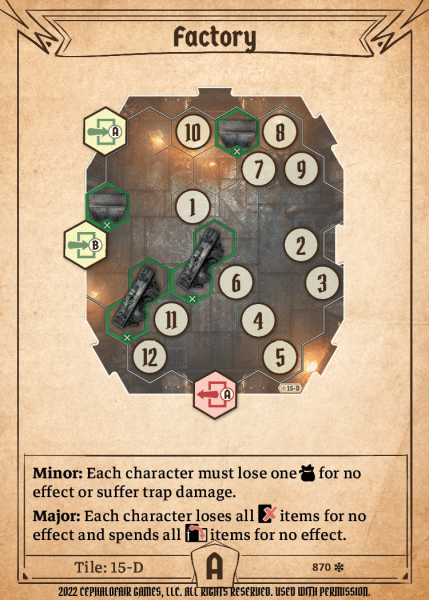 Factory
A
10
8
7
9
1
B
2
6
3
11
4
12
5
A
15-D
Minor: Each character must lose one for no
effect or suffer trap damage.
Major: Each character loses all items for no
effect and spends all items for no effect.
Tile: 15-D
A
870
2022 CEPHALOFAIR GAMES, LLC. ALL RIGHTS RESERVED. USED WITH PERMISSION.